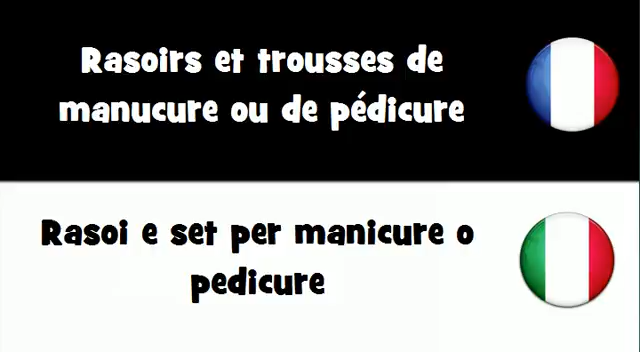 Rasoirs et trousses de
manucure ou de pédicure
Rasoi e set per manicure o
pedicure